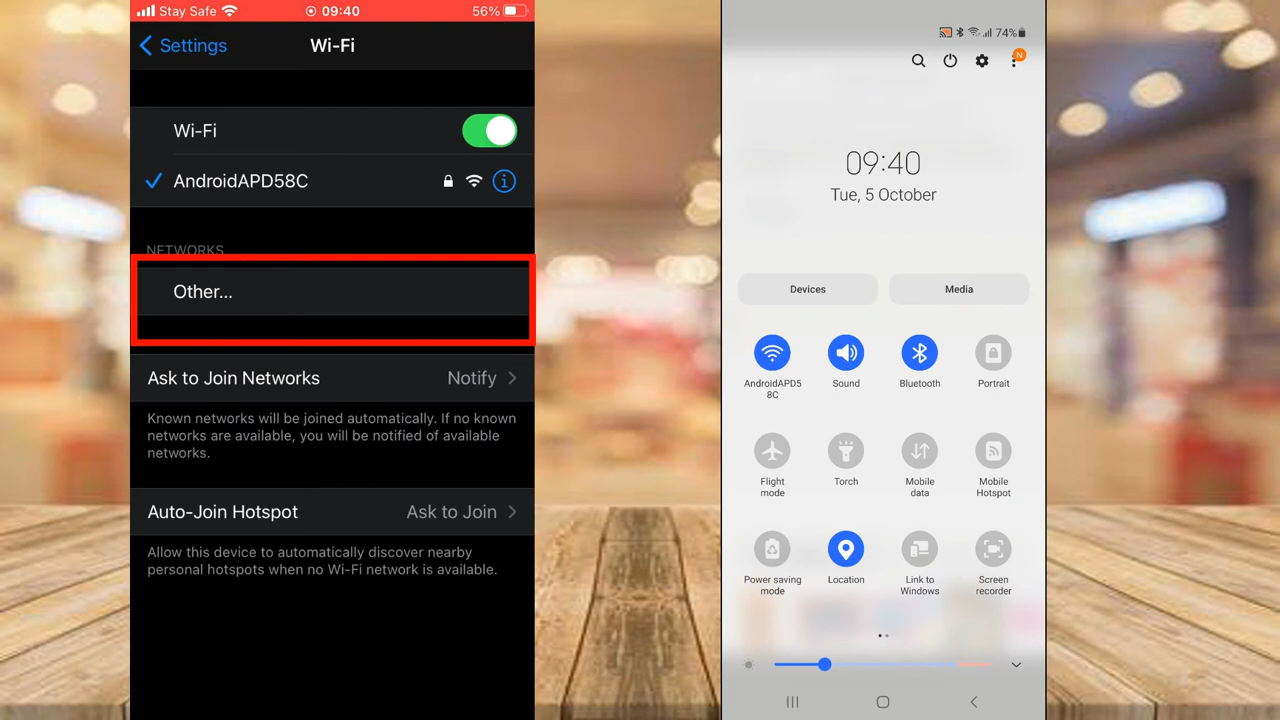 Stay Safe
09:40
56%
Settings
Wi-Fi
Wi-Fi
AndroidAPD58C
NETWORKS
Other...
Ask to Join Networks
Notify
Known networks will be joined automatically. If no known
networks are available, you will be notified of available
networks.
Auto-Join Hotspot
Ask to Join
Allow this device to automatically discover nearby
personal hotspots when no Wi-Fi network is available.
74%
N
09:40
Tue, 5 October
Devices
Media
AndroidAPD5
8C
Sound
Bluetooth
Portrait
Flight
mode
Torch
Mobile
data
Mobile
Hotspot
Power saving
mode
Location
Link to
Windows
Screen
recorder